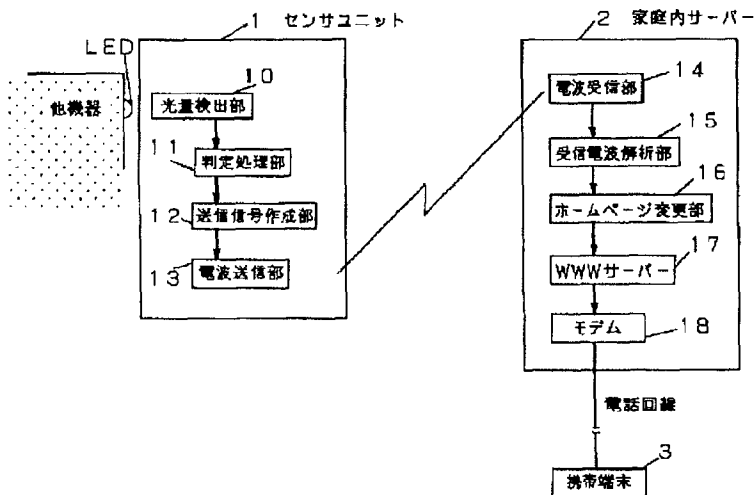 1 センサユニット
LED
他機器
10
光量検出部
11
判定処理部
12
送信信号作成部
13
電波送信部
2 家庭内サーバー
14
電波受信部
15
受信電波解析部
16
ホームページ変更部
17
WWWサーバー
18
モデム
電話回線
3
携帯端末